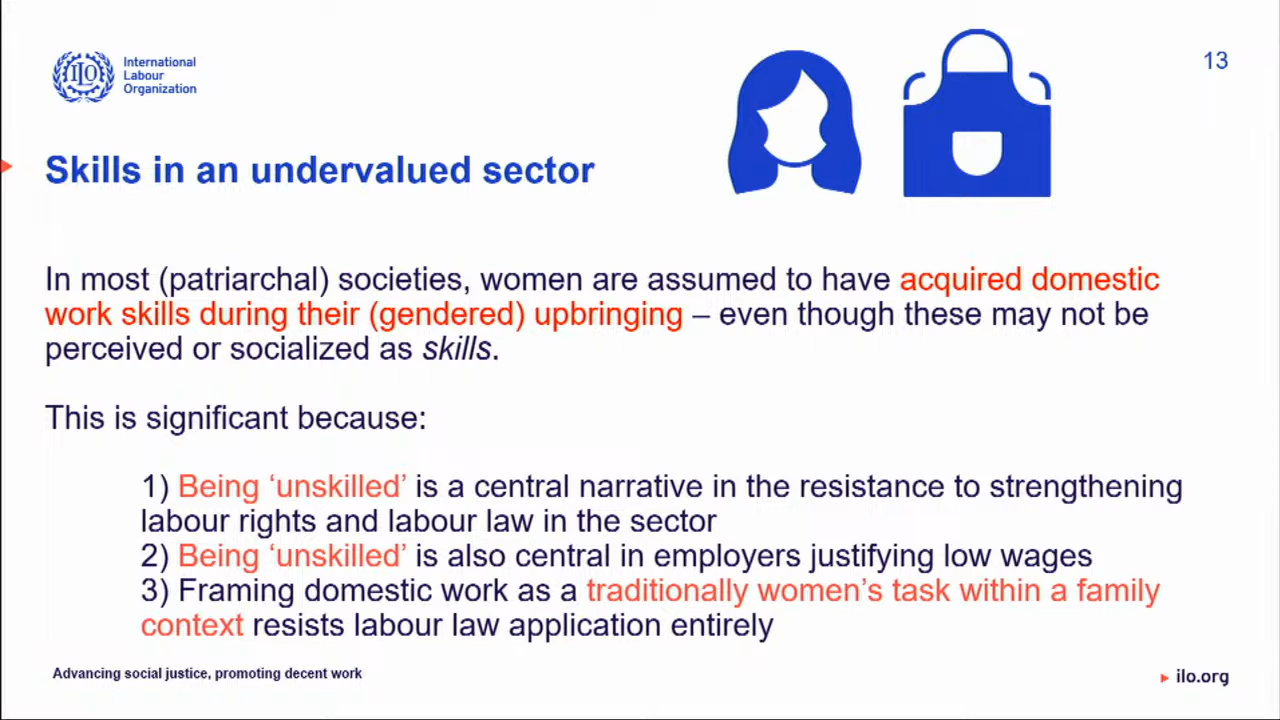 International
Labour
Organization
13
Skills in an undervalued sector
In most (patriarchal) societies, women are assumed to have acquired domestic
work skills during their (gendered) upbringing – even though these may not be
perceived or socialized as skills.
This is significant because:
1) Being ‘unskilled’ is a central narrative in the resistance to strengthening
labour rights and labour law in the sector
2) Being ‘unskilled’ is also central in employers justifying low wages
3) Framing domestic work as a traditionally women’s task within a family
context resists labour law application entirely
Advancing social justice, promoting decent work
ilo.org